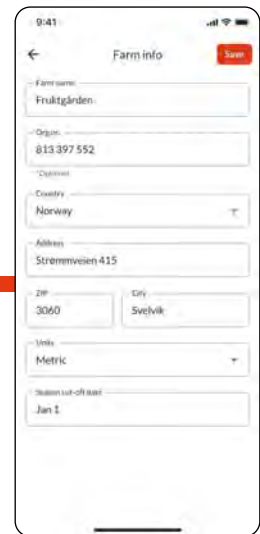 9:41
Farm info
Save
Farm name
Fruktgården
Org.no.
813 397 552
*Optional
Country
Norway
Address
Strømmveien 415
ZIP
City
3060
Svelvik
Units
Metric
Season cut-off date
Jan 1